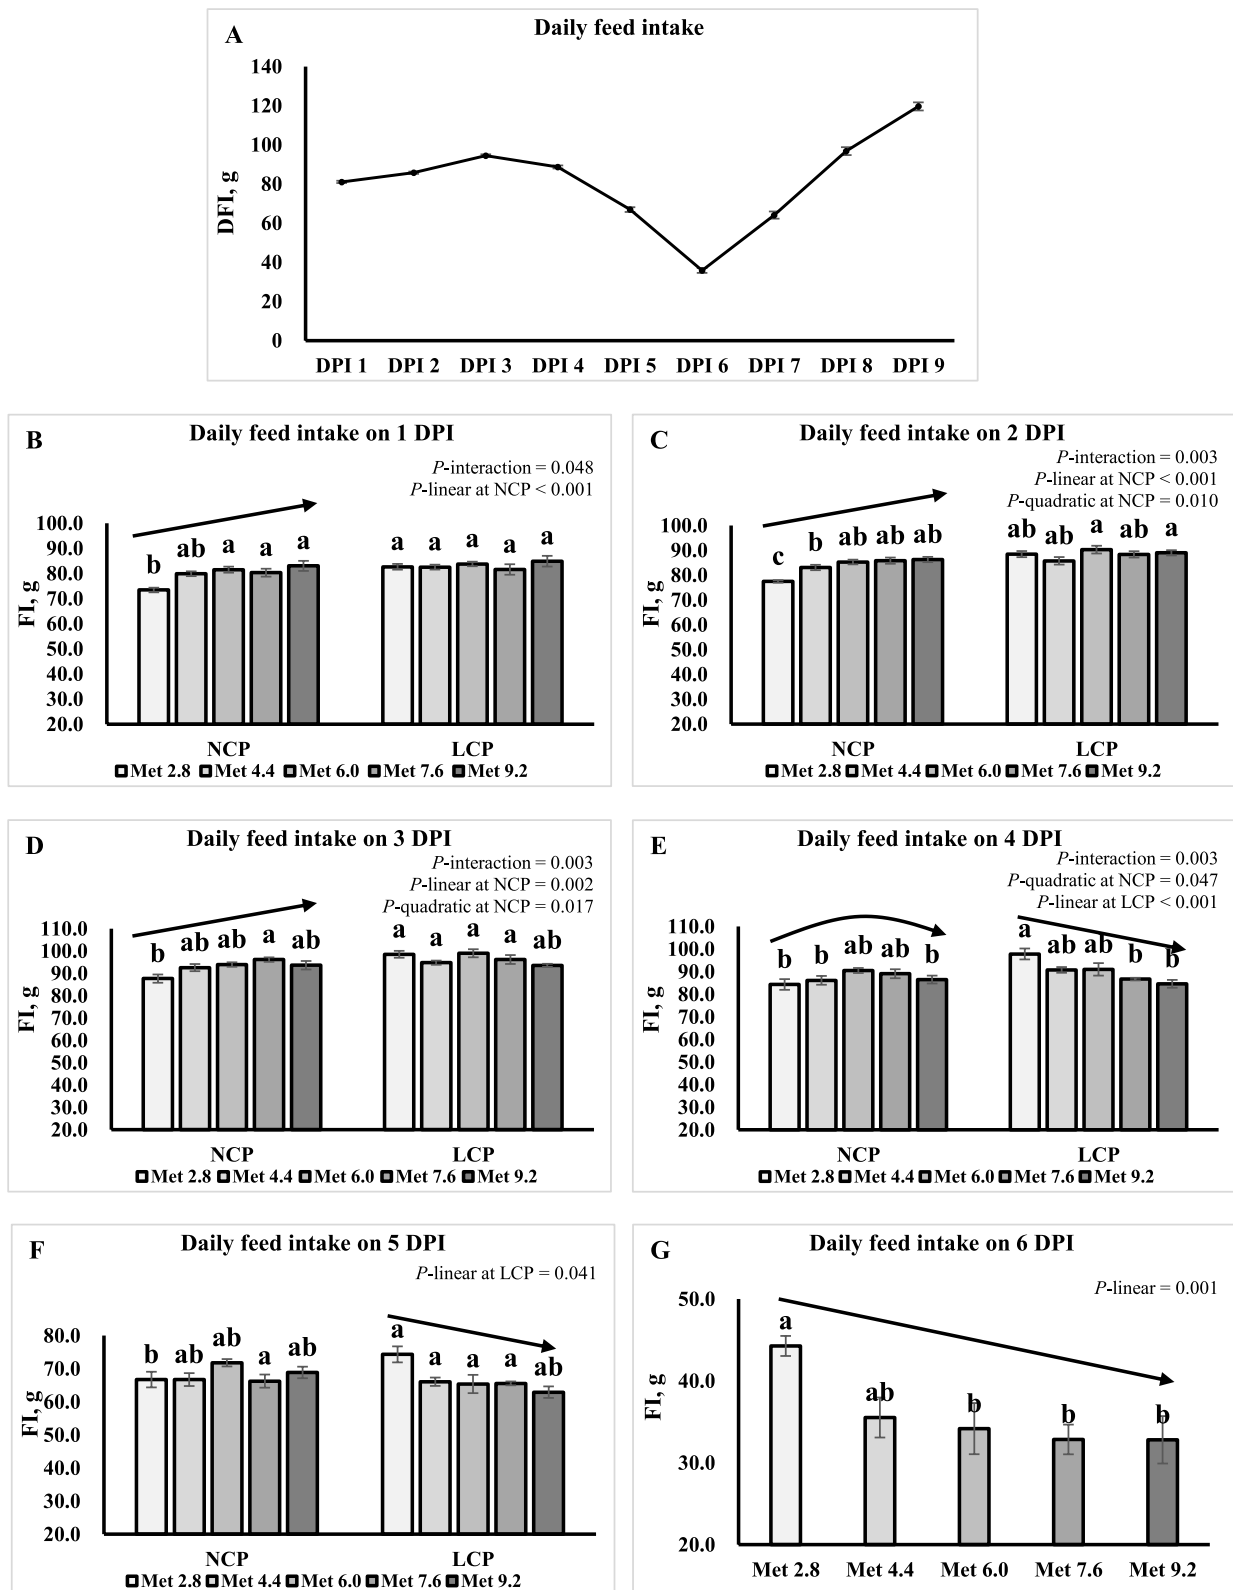 A
Daily feed intake
DFI, g
140
120
100
80
60
40
20
0
DPI 1 DPI 2 DPI 3 DPI 4 DPI 5 DPI 6 DPI 7 DPI 8 DPI 9
B
Daily feed intake on 1 DPI
P-interaction = 0.048
P-linear at NCP < 0.001
FI, g
100.0
90.0
80.0
70.0
60.0
50.0
40.0
30.0
20.0
b ab a a a a a a a a
NCP LCP
Met 2.8 Met 4.4 Met 6.0 Met 7.6 Met 9.2
C
Daily feed intake on 2 DPI
P-interaction = 0.003
P-linear at NCP < 0.001
P-quadratic at NCP = 0.010
FI, g
100.0
90.0
80.0
70.0
60.0
50.0
40.0
30.0
20.0
c b ab ab ab ab ab a ab a
NCP LCP
Met 2.8 Met 4.4 Met 6.0 Met 7.6 Met 9.2
D
Daily feed intake on 3 DPI
P-interaction = 0.003
P-linear at NCP = 0.002
P-quadratic at NCP = 0.017
FI, g
110.0
100.0
90.0
80.0
70.0
60.0
50.0
40.0
30.0
20.0
b ab ab a ab a a a a ab
NCP LCP
Met 2.8 Met 4.4 Met 6.0 Met 7.6 Met 9.2
E
Daily feed intake on 4 DPI
P-interaction = 0.003
P-quadratic at NCP = 0.047
P-linear at LCP < 0.001
FI, g
110.0
100.0
90.0
80.0
70.0
60.0
50.0
40.0
30.0
20.0
b b ab ab b a ab ab b b
NCP LCP
Met 2.8 Met 4.4 Met 6.0 Met 7.6 Met 9.2
F
Daily feed intake on 5 DPI
P-linear at LCP = 0.041
FI, g
80.0
70.0
60.0
50.0
40.0
30.0
20.0
b ab ab a ab a a a a ab
NCP LCP
Met 2.8 Met 4.4 Met 6.0 Met 7.6 Met 9.2
G
Daily feed intake on 6 DPI
P-linear = 0.001
FI, g
50.0
40.0
30.0
20.0
a ab b b b
Met 2.8 Met 4.4 Met 6.0 Met 7.6 Met 9.2